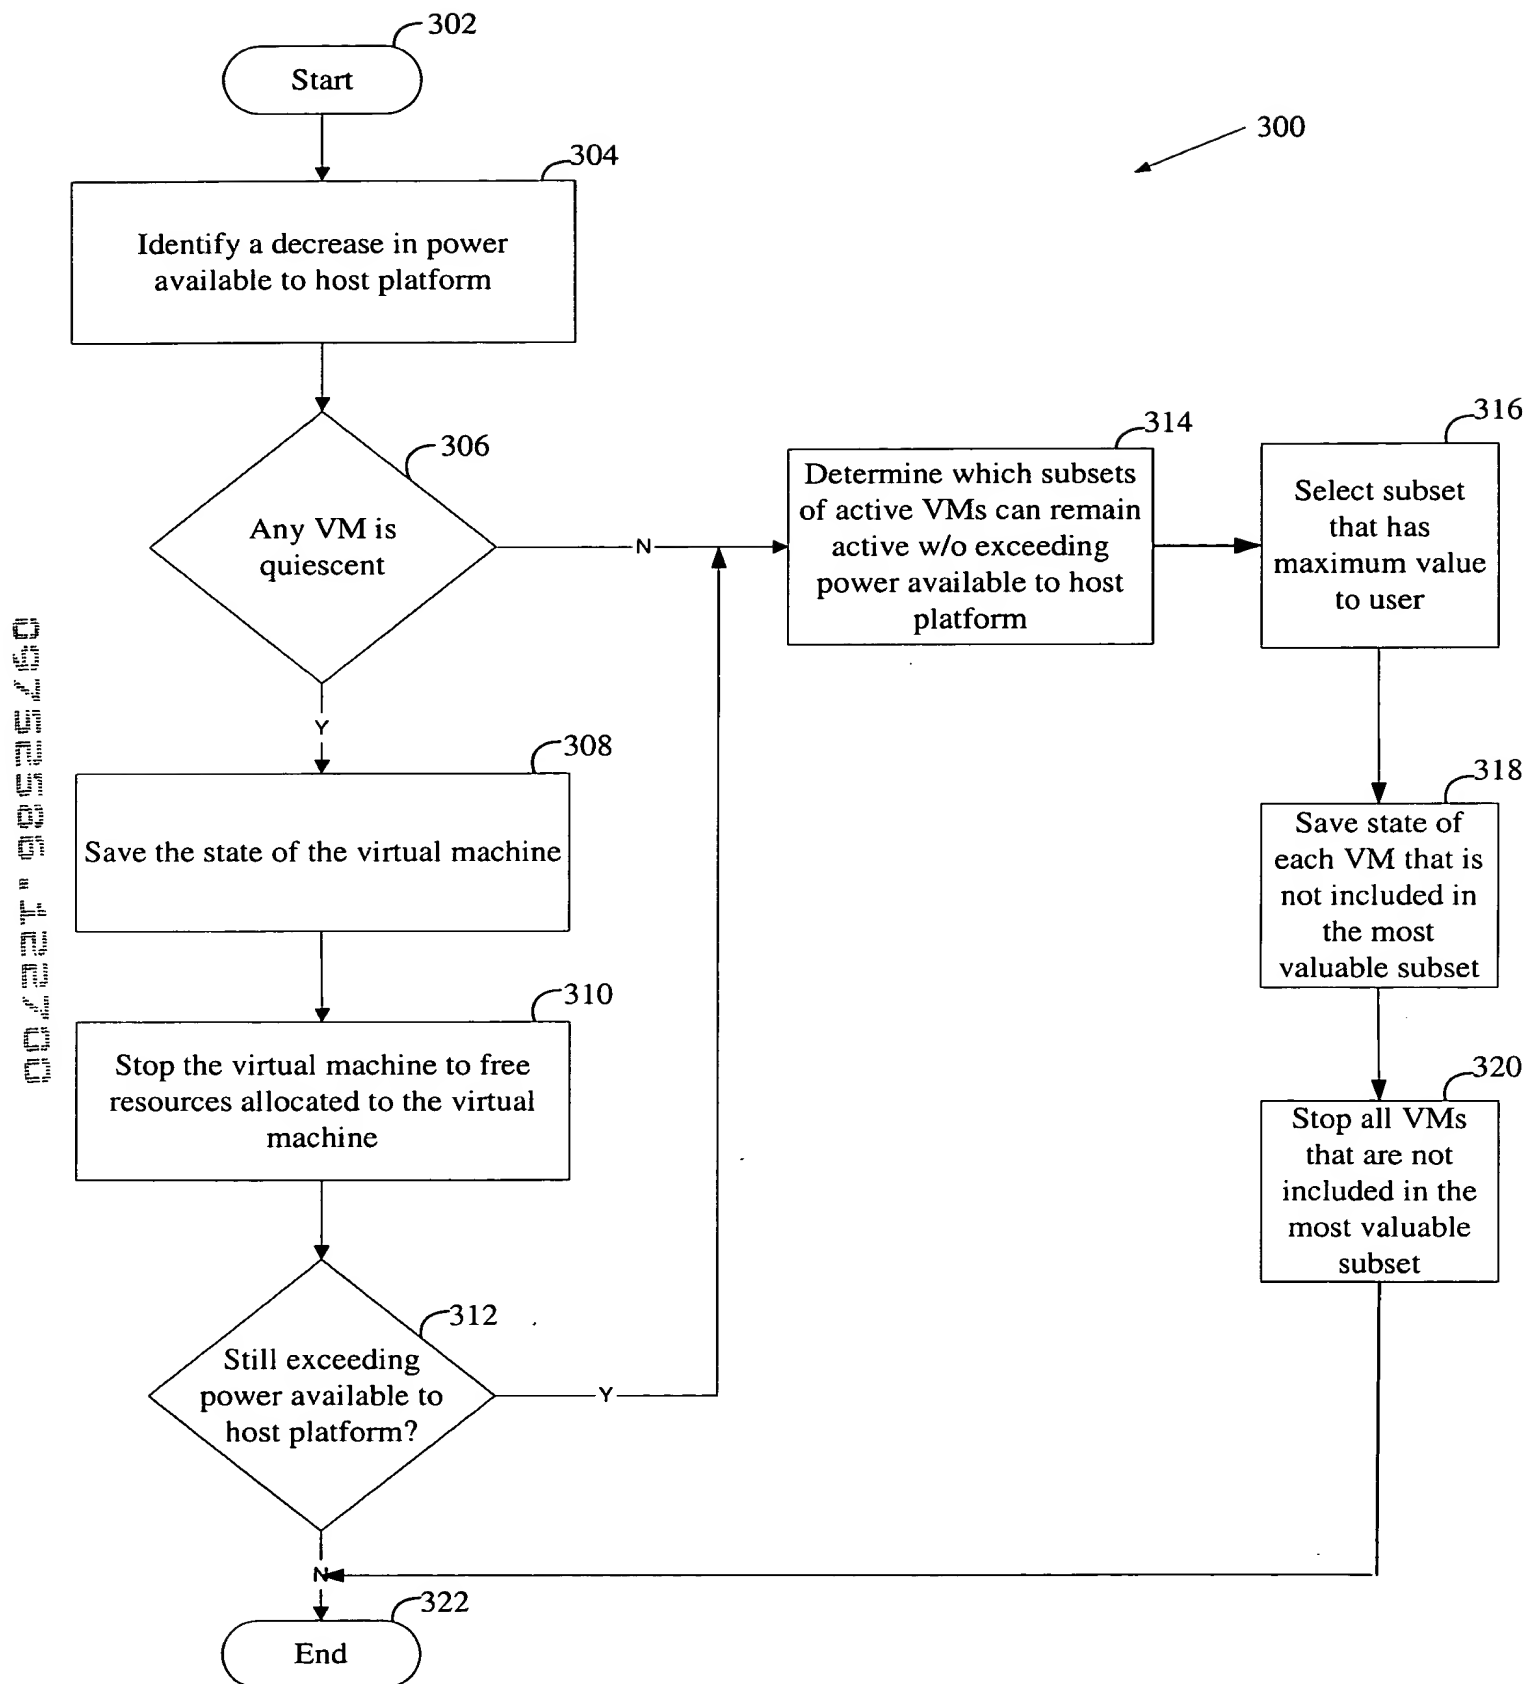 302
Start
300
304
Identify a decrease in power
available to host platform
306
Any VM is
quiescent
N
Y
308
Save the state of the virtual machine
310
Stop the virtual machine to free
resources allocated to the virtual
machine
312
Still exceeding
power available to
host platform?
Y
N
314
Determine which subsets
of active VMs can remain
active w/o exceeding
power available to host
platform
316
Select subset
that has
maximum value
to user
318
Save state of
each VM that is
not included in
the most
valuable subset
320
Stop all VMs
that are not
included in the
most valuable
subset
322
End
09752586.122700